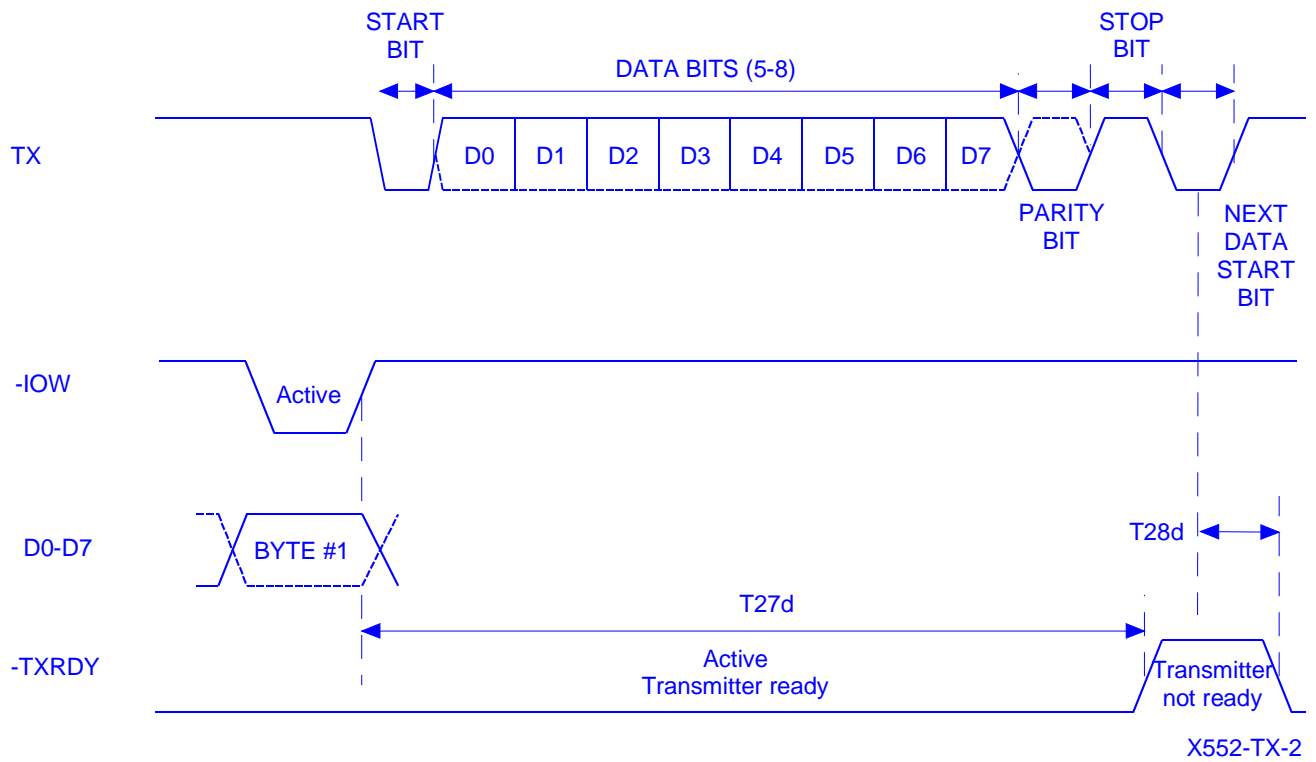 START
BIT
DATA BITS (5-8)
STOP
BIT
TX
D0
D1
D2
D3
D4
D5
D6
D7
PARITY
BIT
NEXT
DATA
START
BIT
-IOW
Active
D0-D7
BYTE #1
T28d
T27d
-TXRDY
Active
Transmitter ready
Transmitter
not ready
X552-TX-2